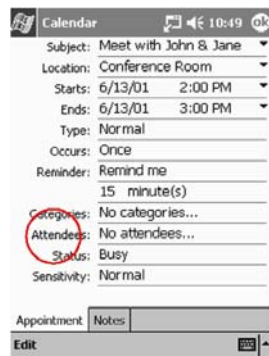 Calendar 10:49 ok
Subject: Meet with John & Jane
Location: Conference Room
Starts: 6/13/01 2:00 PM
Ends: 6/13/01 3:00 PM
Type: Normal
Occurs: Once
Reminder: Remind me
15 minute(s)
Categories: No categories...
Attendees: No attendees...
Status: Busy
Sensitivity: Normal
Appointment Notes
Edit